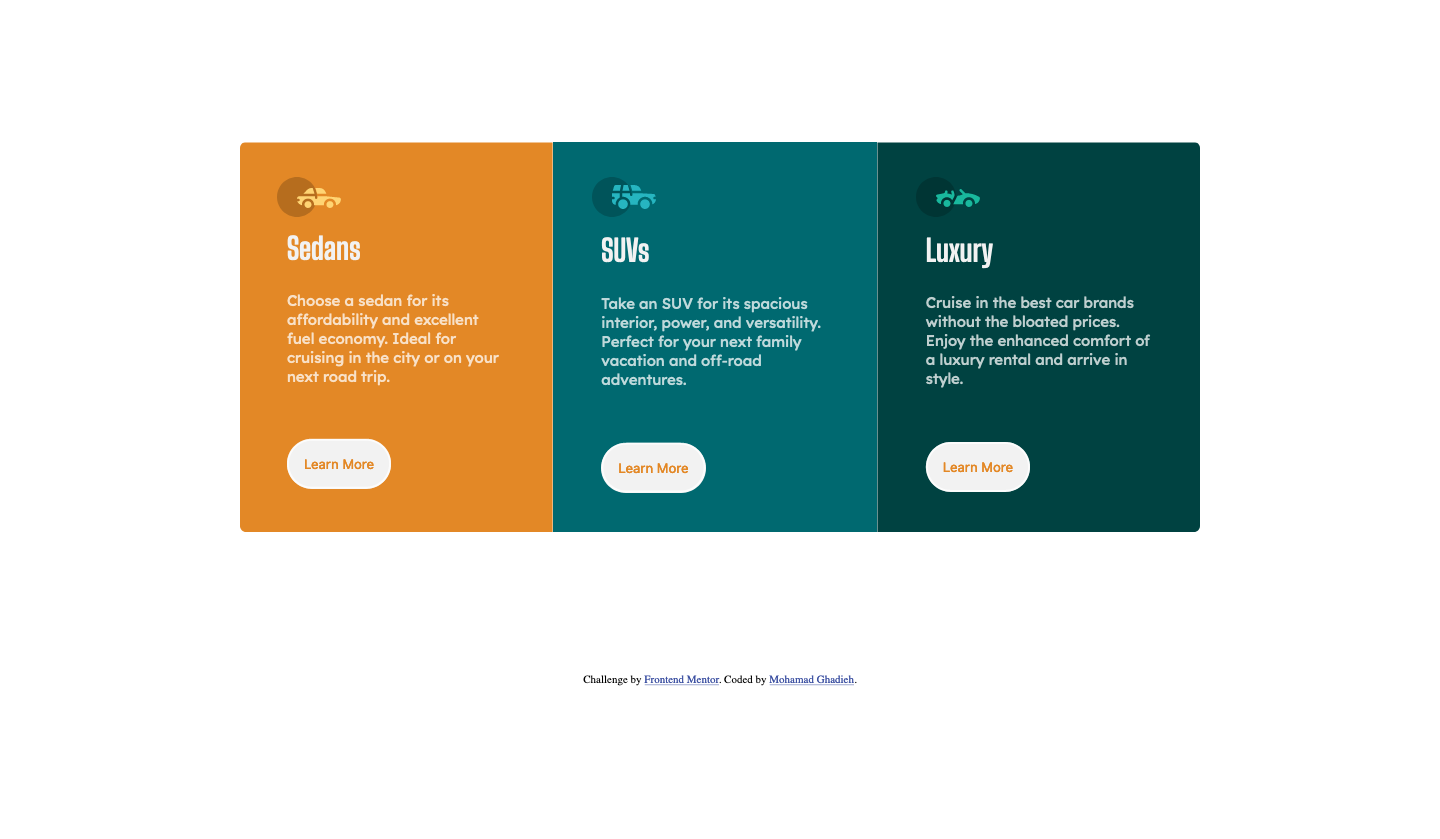 Sedans
Choose a sedan for its
affordability and excellent
fuel economy. Ideal for
cruising in the city or on your
next road trip.
Learn More
SUVs
Take an SUV for its spacious
interior, power, and versatility.
Perfect for your next family
vacation and off-road
adventures.
Learn More
Luxury
Cruise in the best car brands
without the bloated prices.
Enjoy the enhanced comfort of
a luxury rental and arrive in
style.
Learn More
Challenge by Frontend Mentor. Coded by Mohamad Ghadieh.